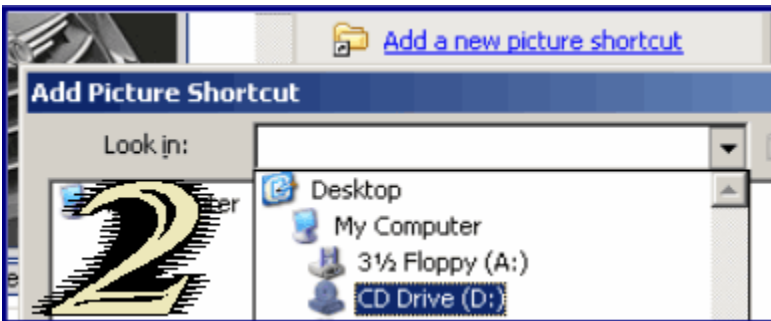 Add a new picture shortcut
Add Picture Shortcut
Look in:
Desktop
My Computer
3½ Floppy (A:)
CD Drive (D:)
2